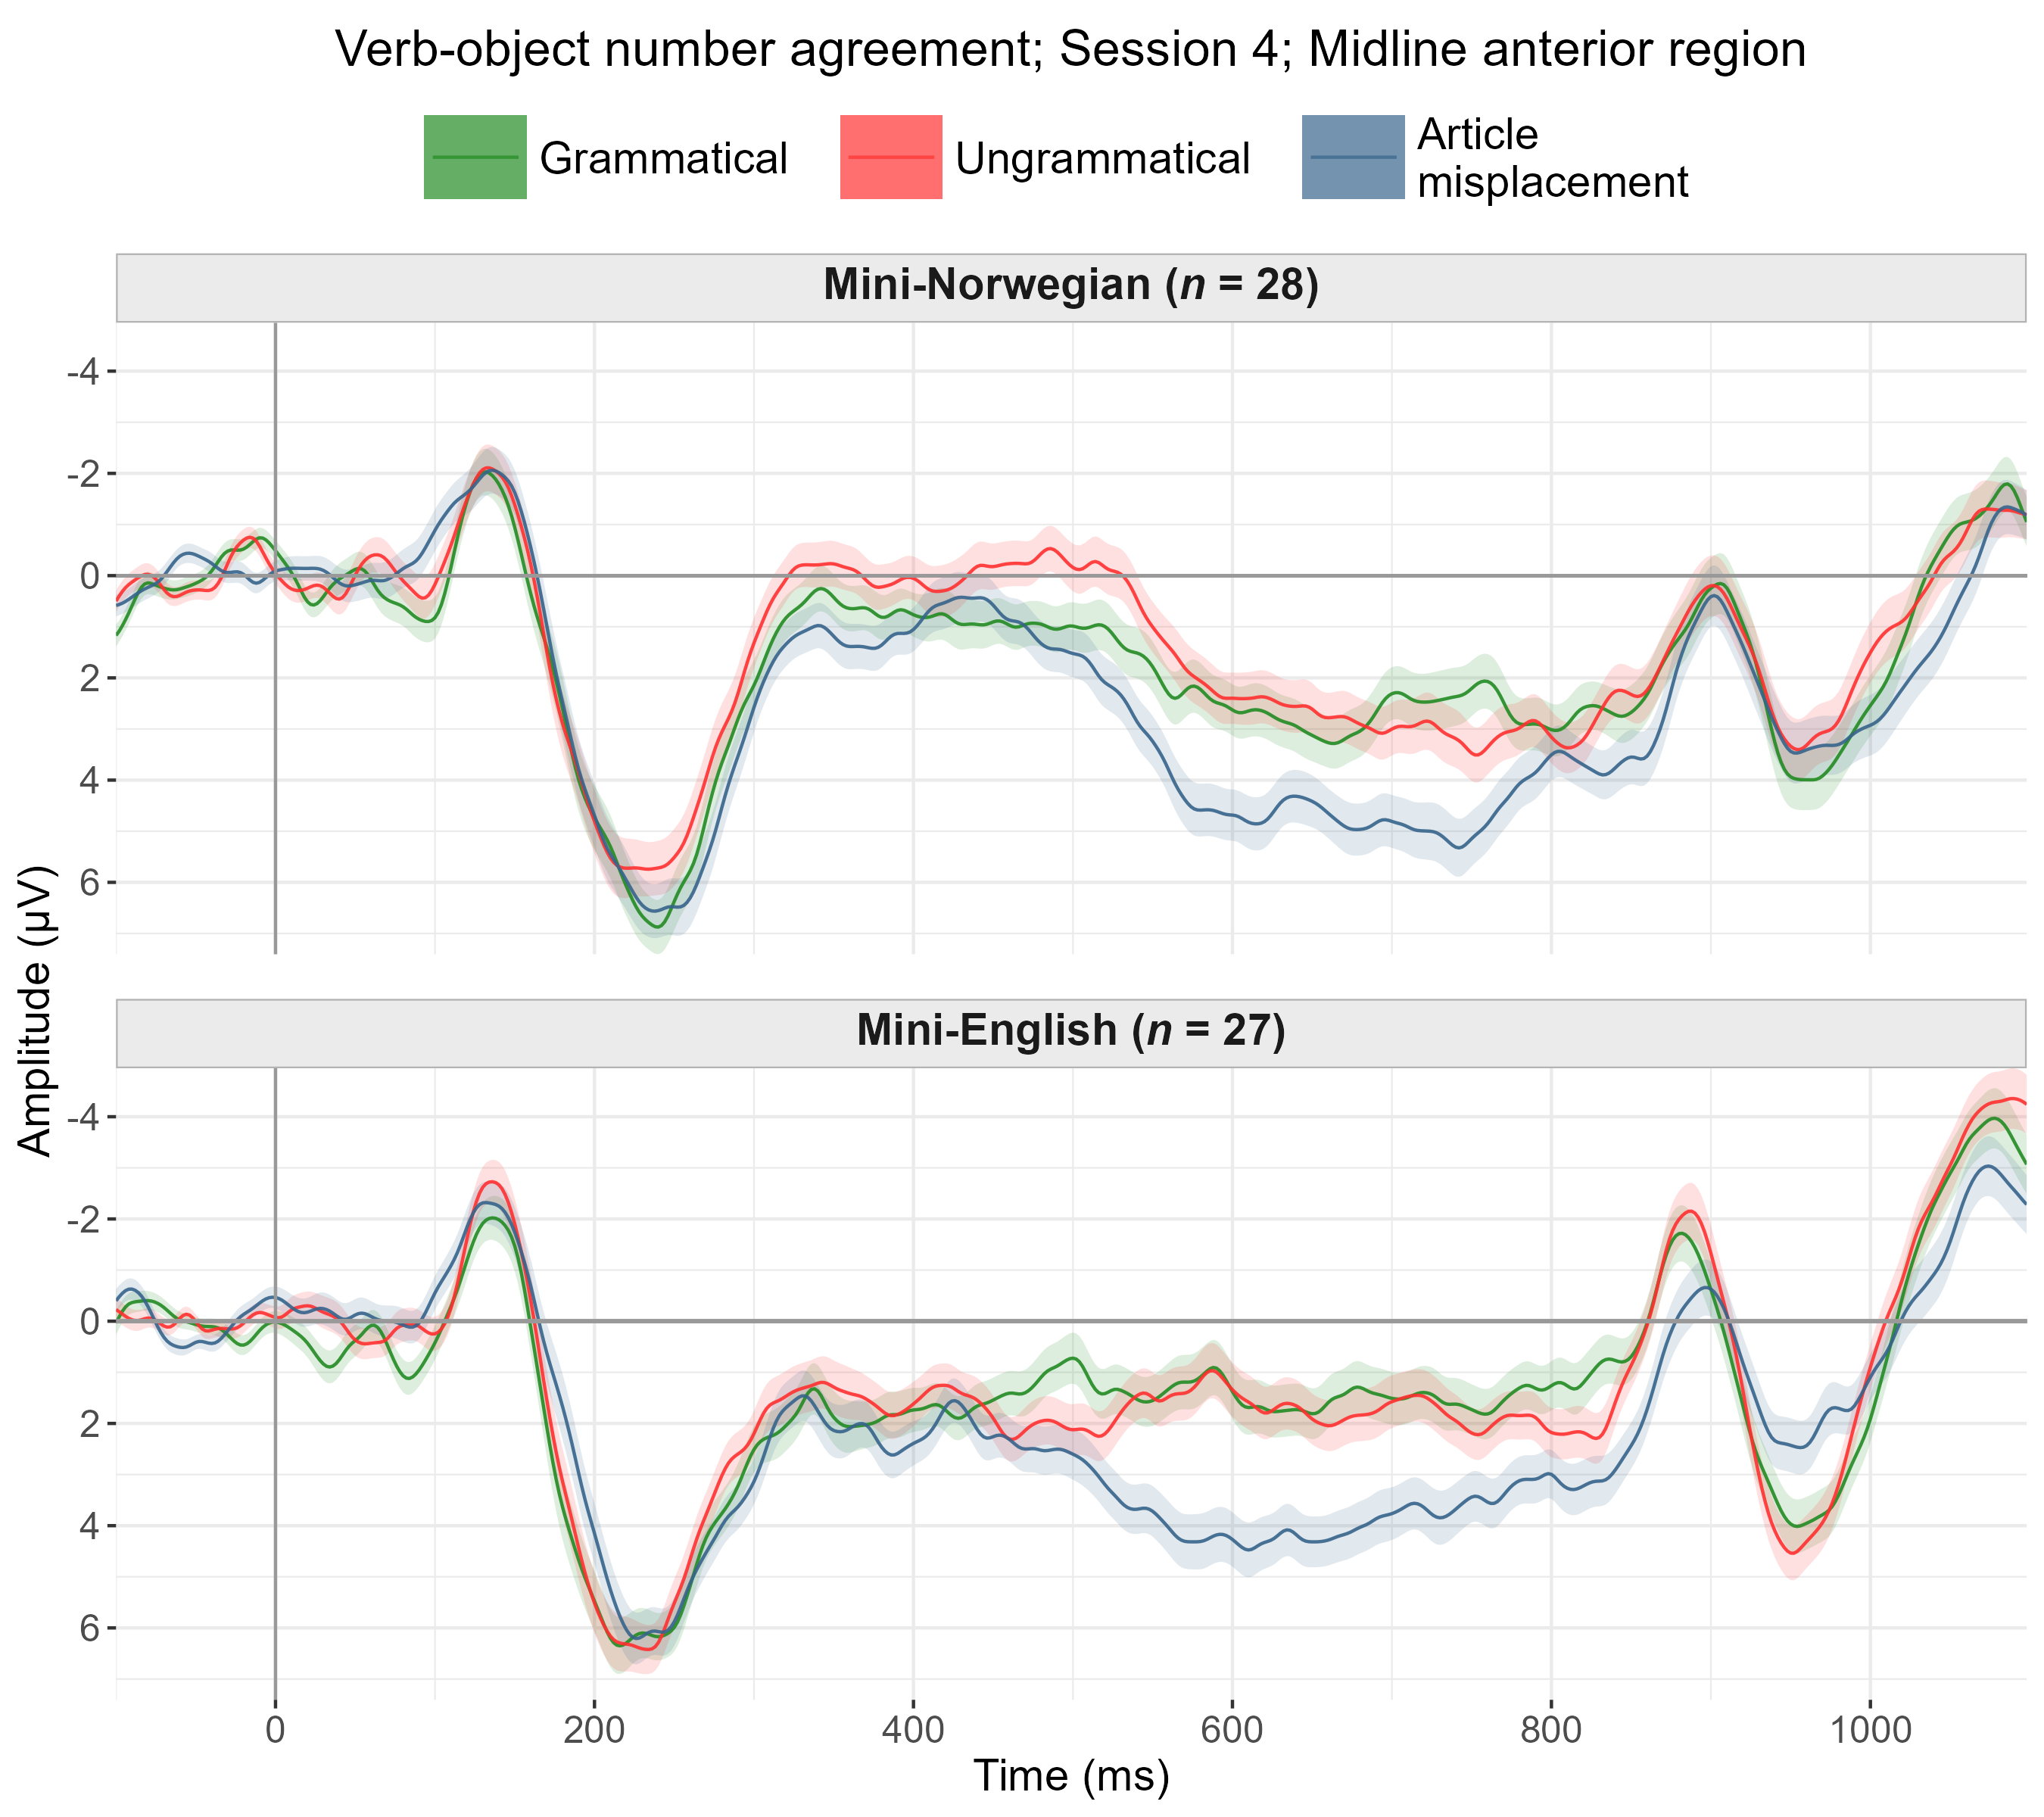 Verb-object number agreement; Session 4; Midline anterior region
Grammatical
Ungrammatical
Article
misplacement
Mini-Norwegian (n = 28)
-4
-2
0
2
4
6
Mini-English (n = 27)
-4
-2
0
2
4
6
Amplitude (µV)
0 200 400 600 800 1000
Time (ms)